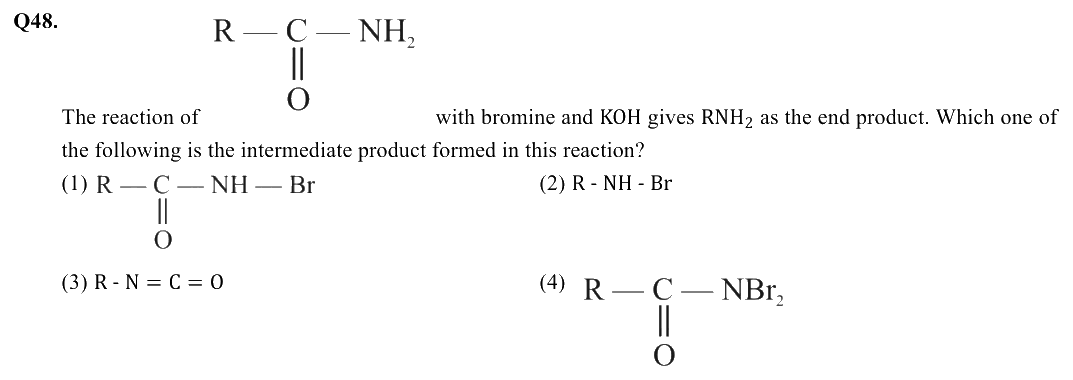 Q48.
R — C — NH₂
||
O
The reaction of with bromine and KOH gives RNH₂ as the end product. Which one of
the following is the intermediate product formed in this reaction?
(1) R — C — NH — Br
||
O
(2) R - NH - Br
(3) R - N = C = O
(4) R — C — NBr₂
||
O